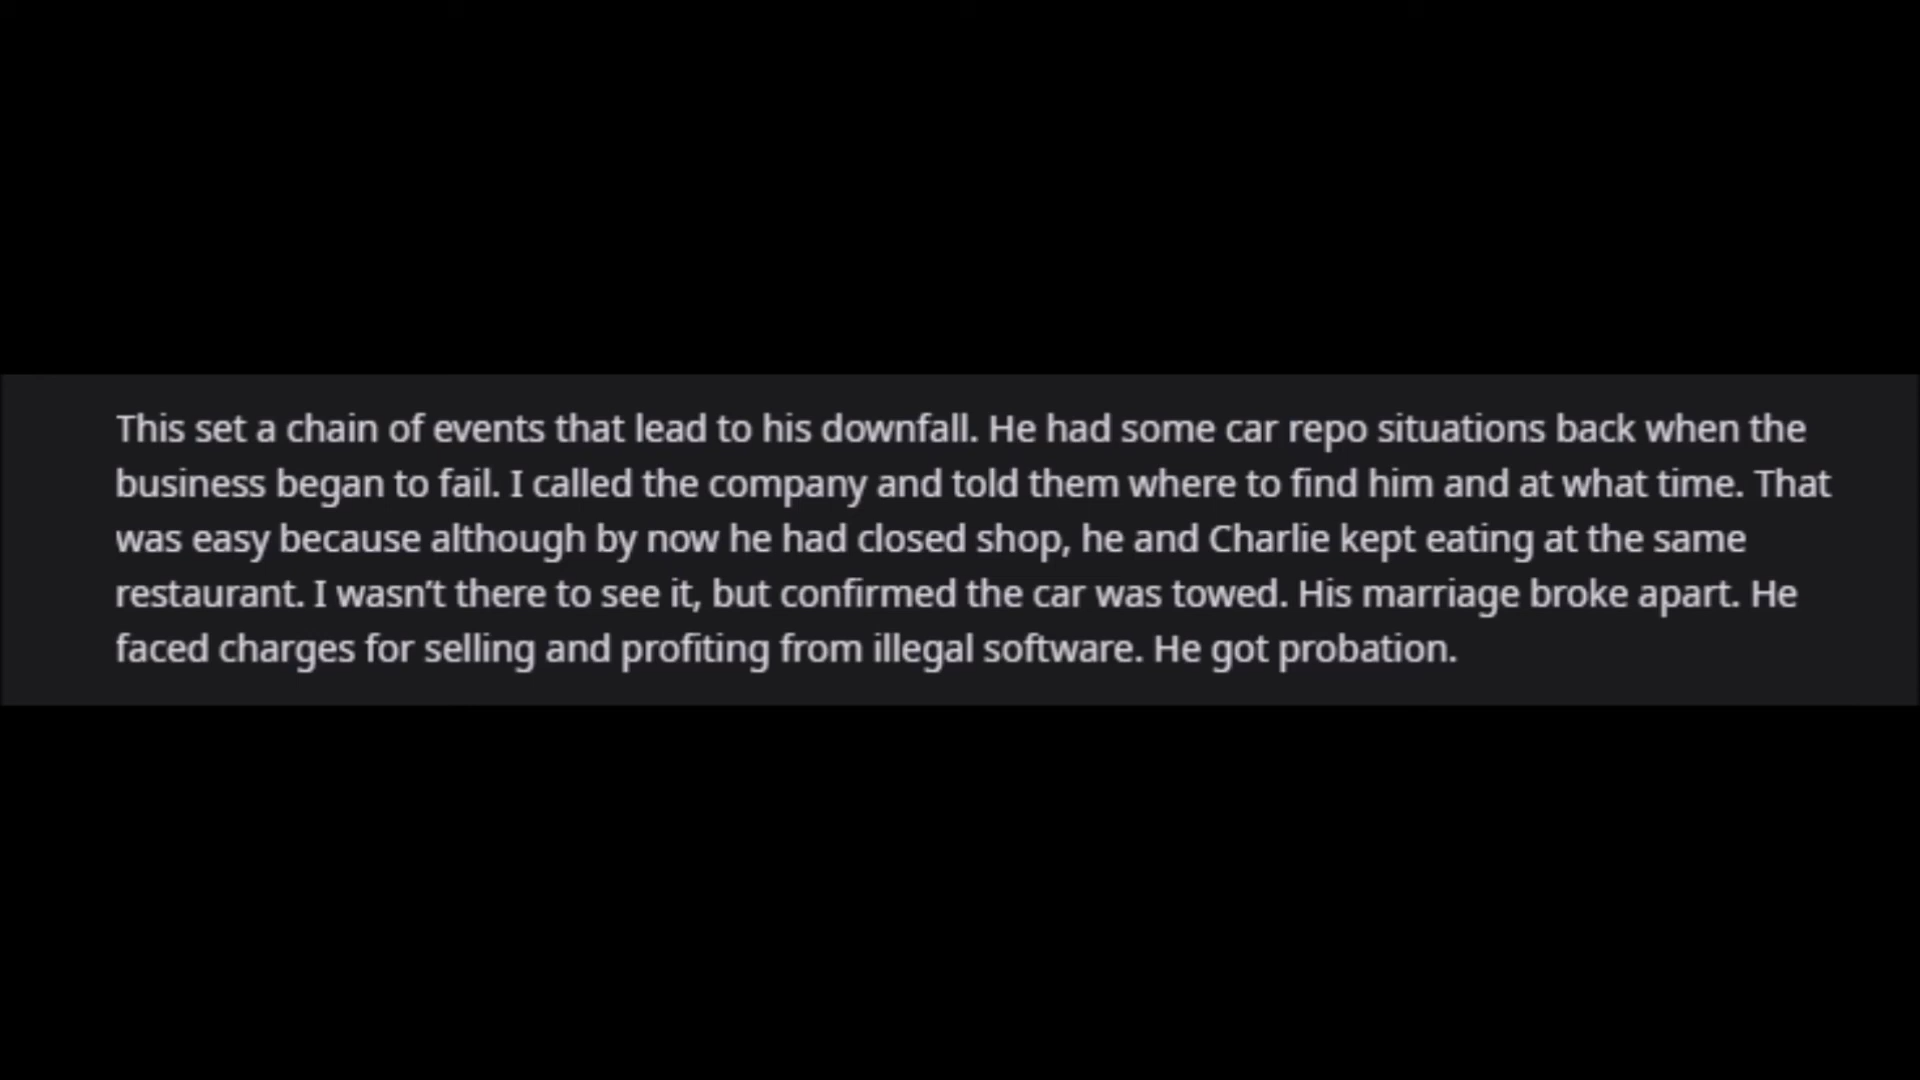 This set a chain of events that lead to his downfall. He had some car repo situations back when the
business began to fail. I called the company and told them where to find him and at what time. That
was easy because although by now he had closed shop, he and Charlie kept eating at the same
restaurant. I wasn’t there to see it, but confirmed the car was towed. His marriage broke apart. He
faced charges for selling and profiting from illegal software. He got probation.